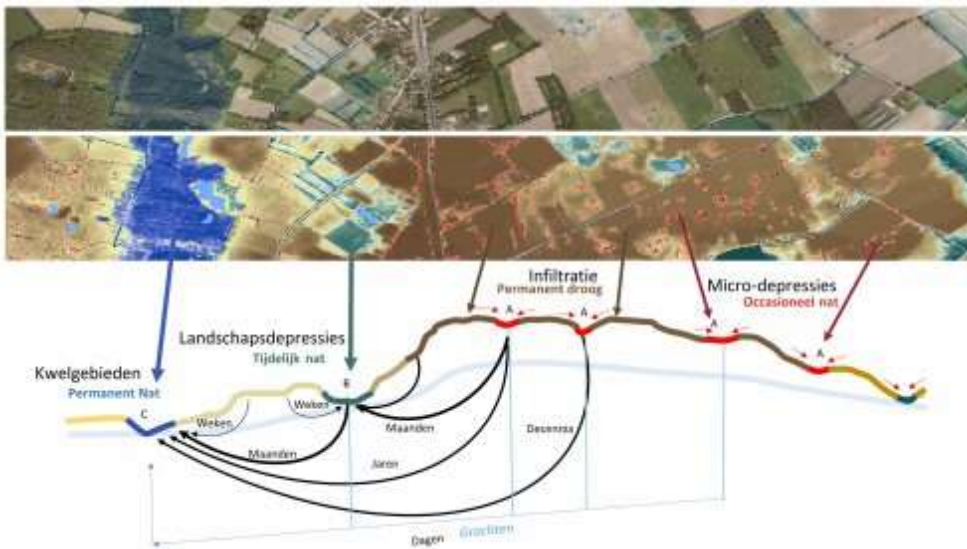 Infiltratie
Permanent droog
Micro-depressies
Occasioneel nat
A
A
A
A
Landschapsdepressies
Tijdelijk nat
Kwelgebieden
Permanent Nat
B
C
Weken
Weken
Maanden
Maanden
Jaren
Decennia
Dagen
Grachten